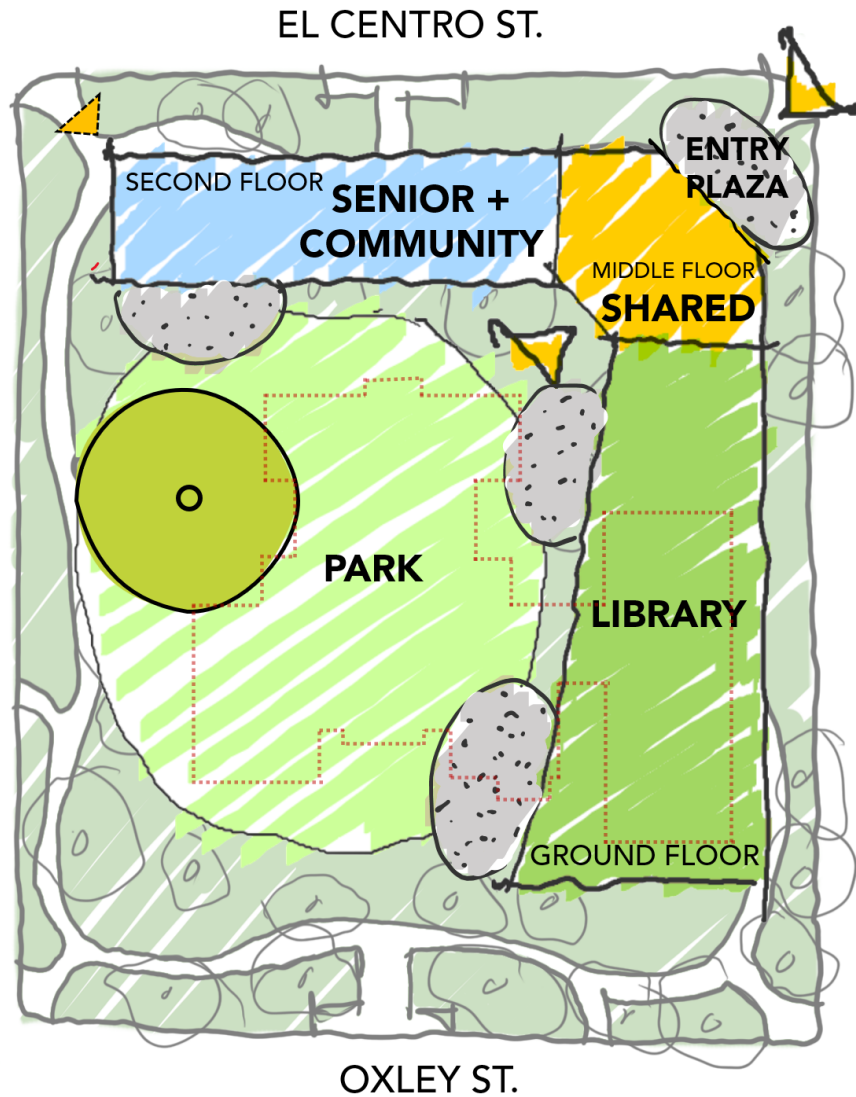 EL CENTRO ST.
ENTRY
PLAZA
SECOND FLOOR
SENIOR +
COMMUNITY
MIDDLE FLOOR
SHARED
PARK
LIBRARY
GROUND FLOOR
OXLEY ST.